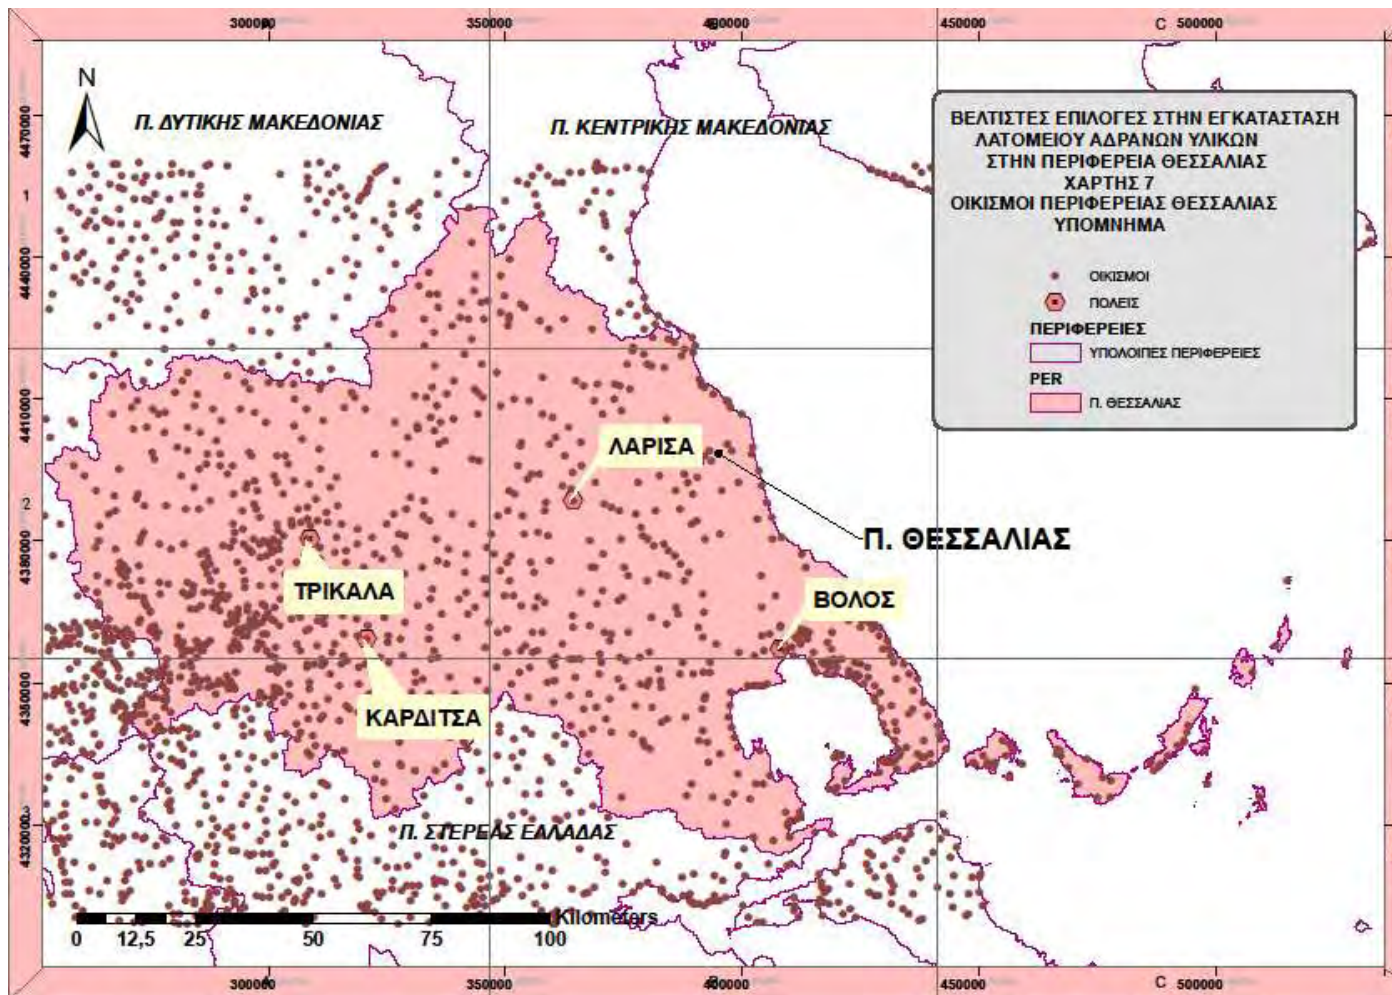 300000 A 350000 400000 B 450000 C 500000
N
Π. ΔΥΤΙΚΗΣ ΜΑΚΕΔΟΝΙΑΣ
Π. ΚΕΝΤΡΙΚΗΣ ΜΑΚΕΔΟΝΙΑΣ
ΒΕΛΤΙΣΤΕΣ ΕΠΙΛΟΓΕΣ ΣΤΗΝ ΕΓΚΑΤΑΣΤΑΣΗ
ΛΑΤΟΜΕΙΟΥ ΑΔΡΑΝΩΝ ΥΛΙΚΩΝ
ΣΤΗΝ ΠΕΡΙΦΕΡΕΙΑ ΘΕΣΣΑΛΙΑΣ
ΧΑΡΤΗΣ 7
ΟΙΚΙΣΜΟΙ ΠΕΡΙΦΕΡΕΙΑΣ ΘΕΣΣΑΛΙΑΣ
ΥΠΟΜΝΗΜΑ
ΟΙΚΙΣΜΟΙ
ΠΟΛΕΙΣ
ΠΕΡΙΦΕΡΕΙΕΣ
ΥΠΟΛΟΙΠΕΣ ΠΕΡΙΦΕΡΕΙΕΣ
PER
Π. ΘΕΣΣΑΛΙΑΣ
4470000
1
4440000
4410000
2
4380000
4350000
3
4320000
ΛΑΡΙΣΑ
Π. ΘΕΣΣΑΛΙΑΣ
ΤΡΙΚΑΛΑ
ΒΟΛΟΣ
ΚΑΡΔΙΤΣΑ
Π. ΣΤΕΡΕΑΣ ΕΛΛΑΔΑΣ
Kilometers
0 12,5 25 50 75 100
300000 A 350000 400000 B 450000 C 500000